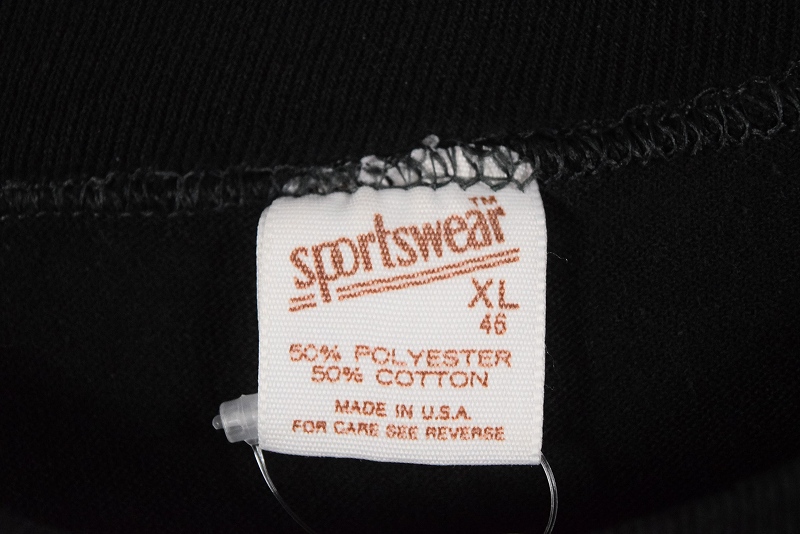 sportswear™
XL
46
50% POLYESTER
50% COTTON
MADE IN U.S.A.
FOR CARE SEE REVERSE